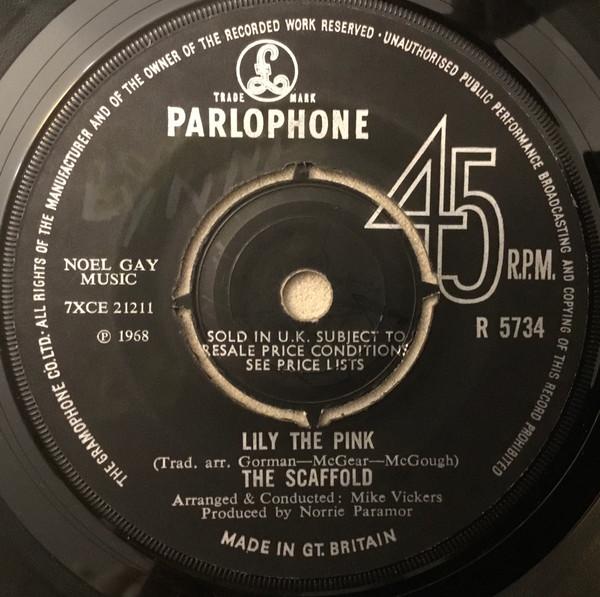 THE GRAMOPHONE CO.LTD. · ALL RIGHTS OF THE MANUFACTURER AND OF THE OWNER OF THE RECORDED WORK RESERVED · UNAUTHORISED PUBLIC PERFORMANCE BROADCASTING AND COPYING OF THIS RECORD PROHIBITED
£
TRADE MARK
PARLOPHONE
LYNN
45
R.P.M.
NOEL GAY
MUSIC
7XCE 21211
℗ 1968
R 5734
SOLD IN U.K. SUBJECT TO
RESALE PRICE CONDITIONS
SEE PRICE LISTS
LILY THE PINK
(Trad. arr. Gorman—McGear—McGough)
THE SCAFFOLD
Arranged & Conducted : Mike Vickers
Produced by Norrie Paramor
MADE IN GT. BRITAIN